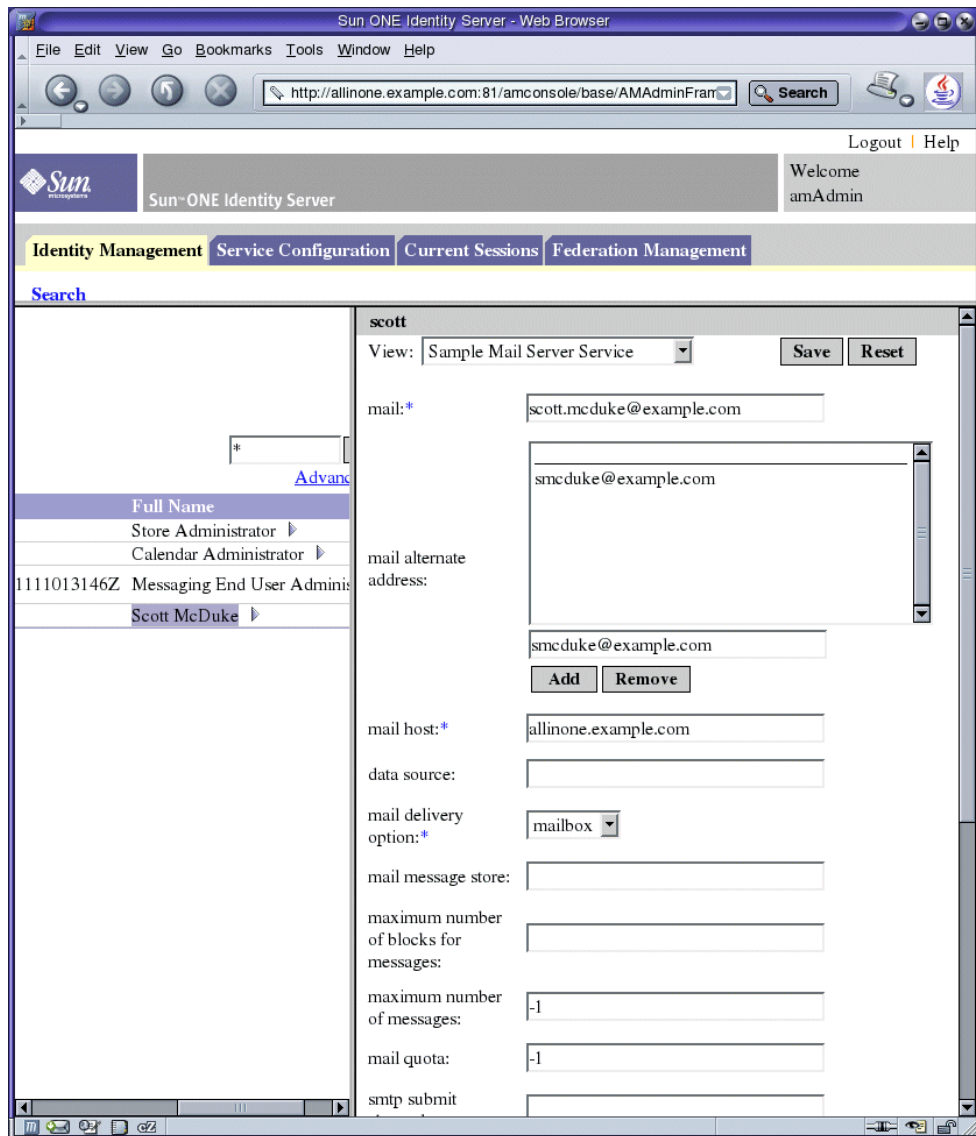 Sun ONE Identity Server - Web Browser
File Edit View Go Bookmarks Tools Window Help
http://allinone.example.com:81/amconsole/base/AMAdminFram
Search
Logout | Help
Sun
microsystems
Sun™ ONE Identity Server
Welcome
amAdmin
Identity Management Service Configuration Current Sessions Federation Management
Search
*
Advanc
Full Name
Store Administrator
Calendar Administrator
1111013146Z Messaging End User Adminis
Scott McDuke
scott
View: Sample Mail Server Service Save Reset
mail:* scott.mcduke@example.com
smcduke@example.com
mail alternate
address:
smcduke@example.com
Add Remove
mail host:* allinone.example.com
data source:
mail delivery
option:* mailbox
mail message store:
maximum number
of blocks for
messages:
maximum number
of messages: -1
mail quota: -1
smtp submit